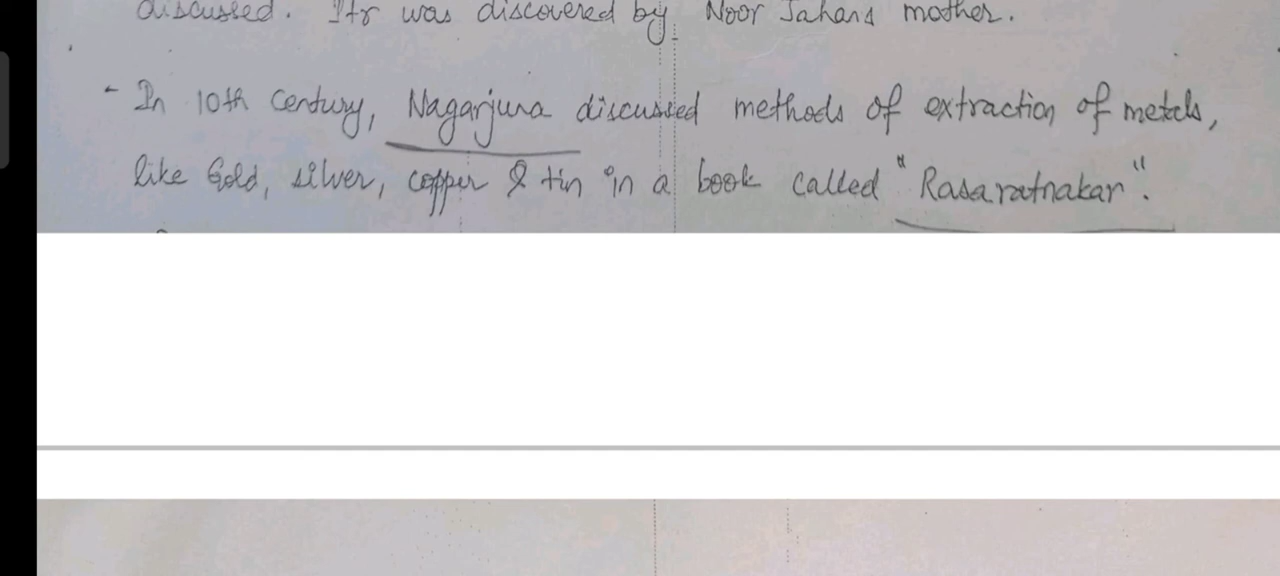 discussed. Itr was discovered by Noor Jahans mother.
- In 10th Century, Nagarjuna discussed methods of extraction of metals,
like Gold, silver, copper & tin in a book called "Rasaratnakar".